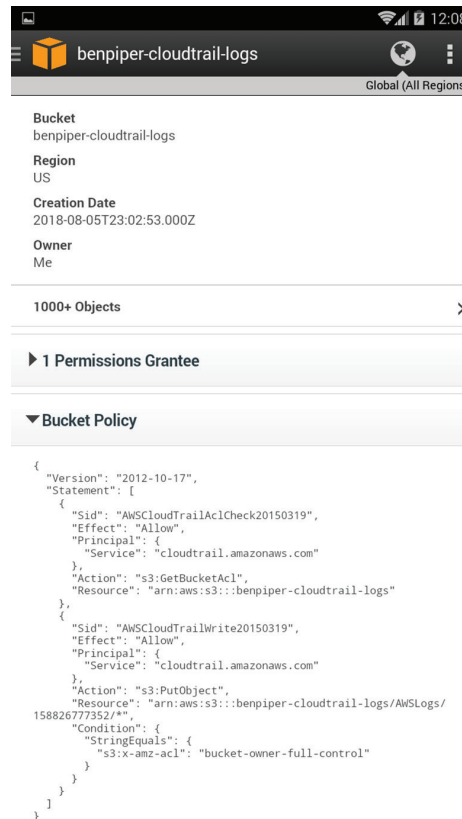 12:08
benpiper-cloudtrail-logs
Global (All Regions
Bucket
benpiper-cloudtrail-logs
Region
US
Creation Date
2018-08-05T23:02:53.000Z
Owner
Me
1000+ Objects
1 Permissions Grantee
Bucket Policy
{
  "Version": "2012-10-17",
  "Statement": [
    {
      "Sid": "AWSCloudTrailAclCheck20150319",
      "Effect": "Allow",
      "Principal": {
        "Service": "cloudtrail.amazonaws.com"
      },
      "Action": "s3:GetBucketAcl",
      "Resource": "arn:aws:s3:::benpiper-cloudtrail-logs"
    },
    {
      "Sid": "AWSCloudTrailWrite20150319",
      "Effect": "Allow",
      "Principal": {
        "Service": "cloudtrail.amazonaws.com"
      },
      "Action": "s3:PutObject",
      "Resource": "arn:aws:s3:::benpiper-cloudtrail-logs/AWSLogs/
158826777352/*",
      "Condition": {
        "StringEquals": {
          "s3:x-amz-acl": "bucket-owner-full-control"
        }
      }
    }
  ]
}